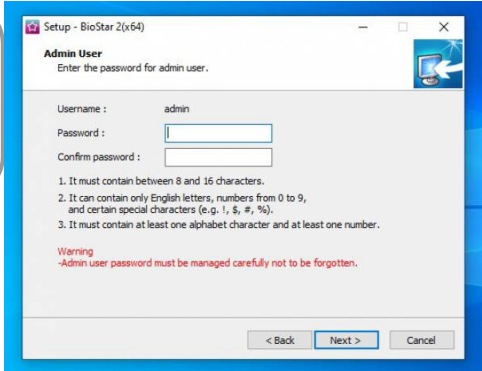 Setup - BioStar 2(x64)
Admin User
Enter the password for admin user.
Username : admin
Password :
Confirm password :
1. It must contain between 8 and 16 characters.
2. It can contain only English letters, numbers from 0 to 9,
and certain special characters (e.g. !, $, #, %).
3. It must contain at least one alphabet character and at least one number.
Warning
-Admin user password must be managed carefully not to be forgotten.
< Back Next > Cancel